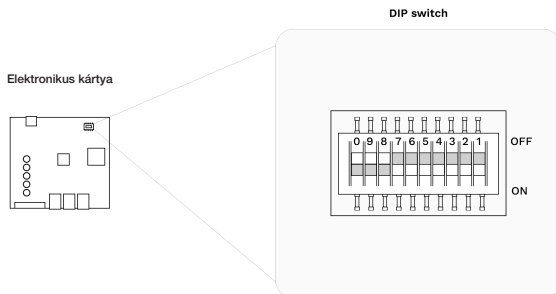 DIP switch
Elektronikus kártya
0 9 8 7 6 5 4 3 2 1
OFF
ON